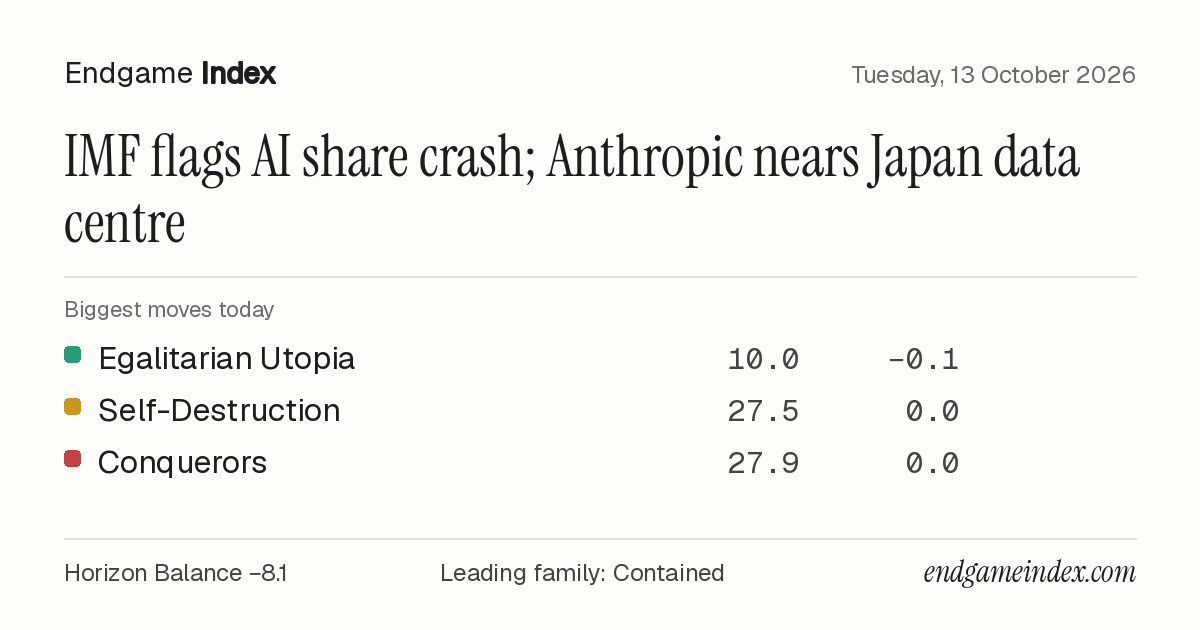 Endgame Index
Tuesday, 13 October 2026
IMF flags AI share crash; Anthropic nears Japan data
centre
Biggest moves today
Egalitarian Utopia 10.0 −0.1
Self-Destruction 27.5 0.0
Conquerors 27.9 0.0
Horizon Balance −8.1
Leading family: Contained
endgameindex.com